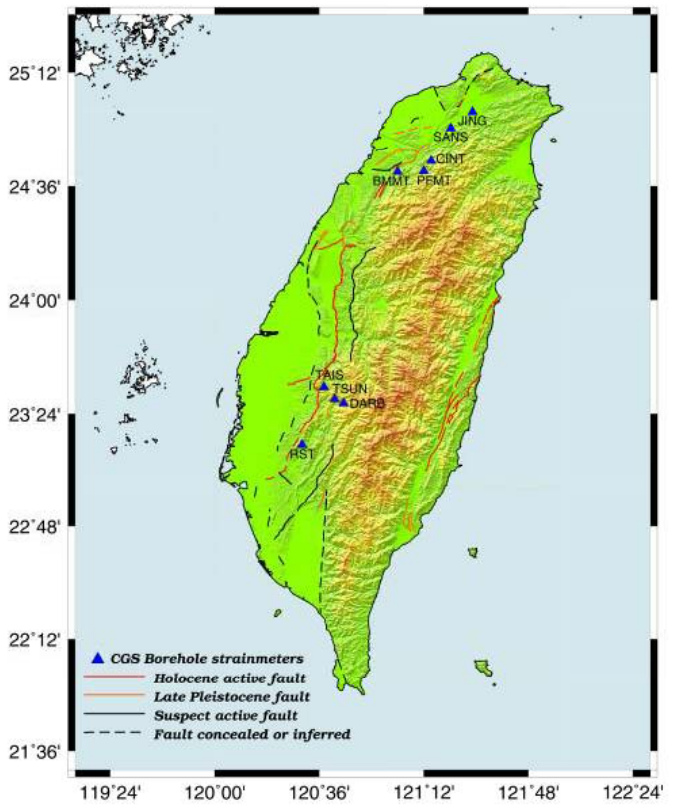 25°12'
JING
SANS
CINT
24°36'
BMMT PFMT
24°00'
TAIS
TSUN
23°24'
DARB
RST
22°48'
22°12'
CGS Borehole strainmeters
Holocene active fault
Late Pleistocene fault
Suspect active fault
Fault concealed or inferred
21°36'
119°24' 120°00' 120°36' 121°12' 121°48' 122°24'